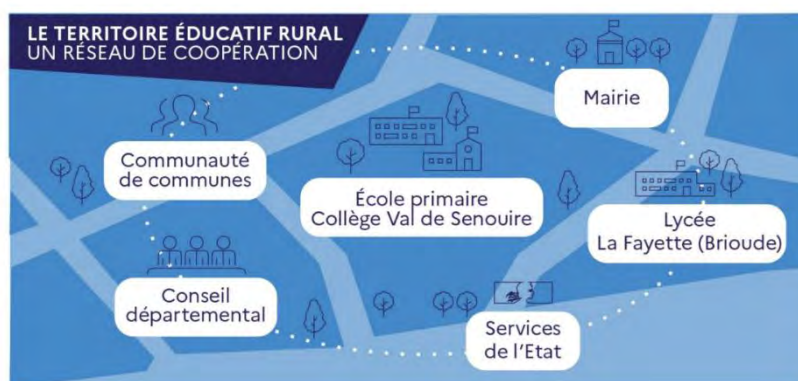 LE TERRITOIRE ÉDUCATIF RURAL
UN RÉSEAU DE COOPÉRATION
Mairie
Communauté
de communes
École primaire
Collège Val de Senouire
Lycée
La Fayette (Brioude)
Conseil
départemental
Services
de l'Etat